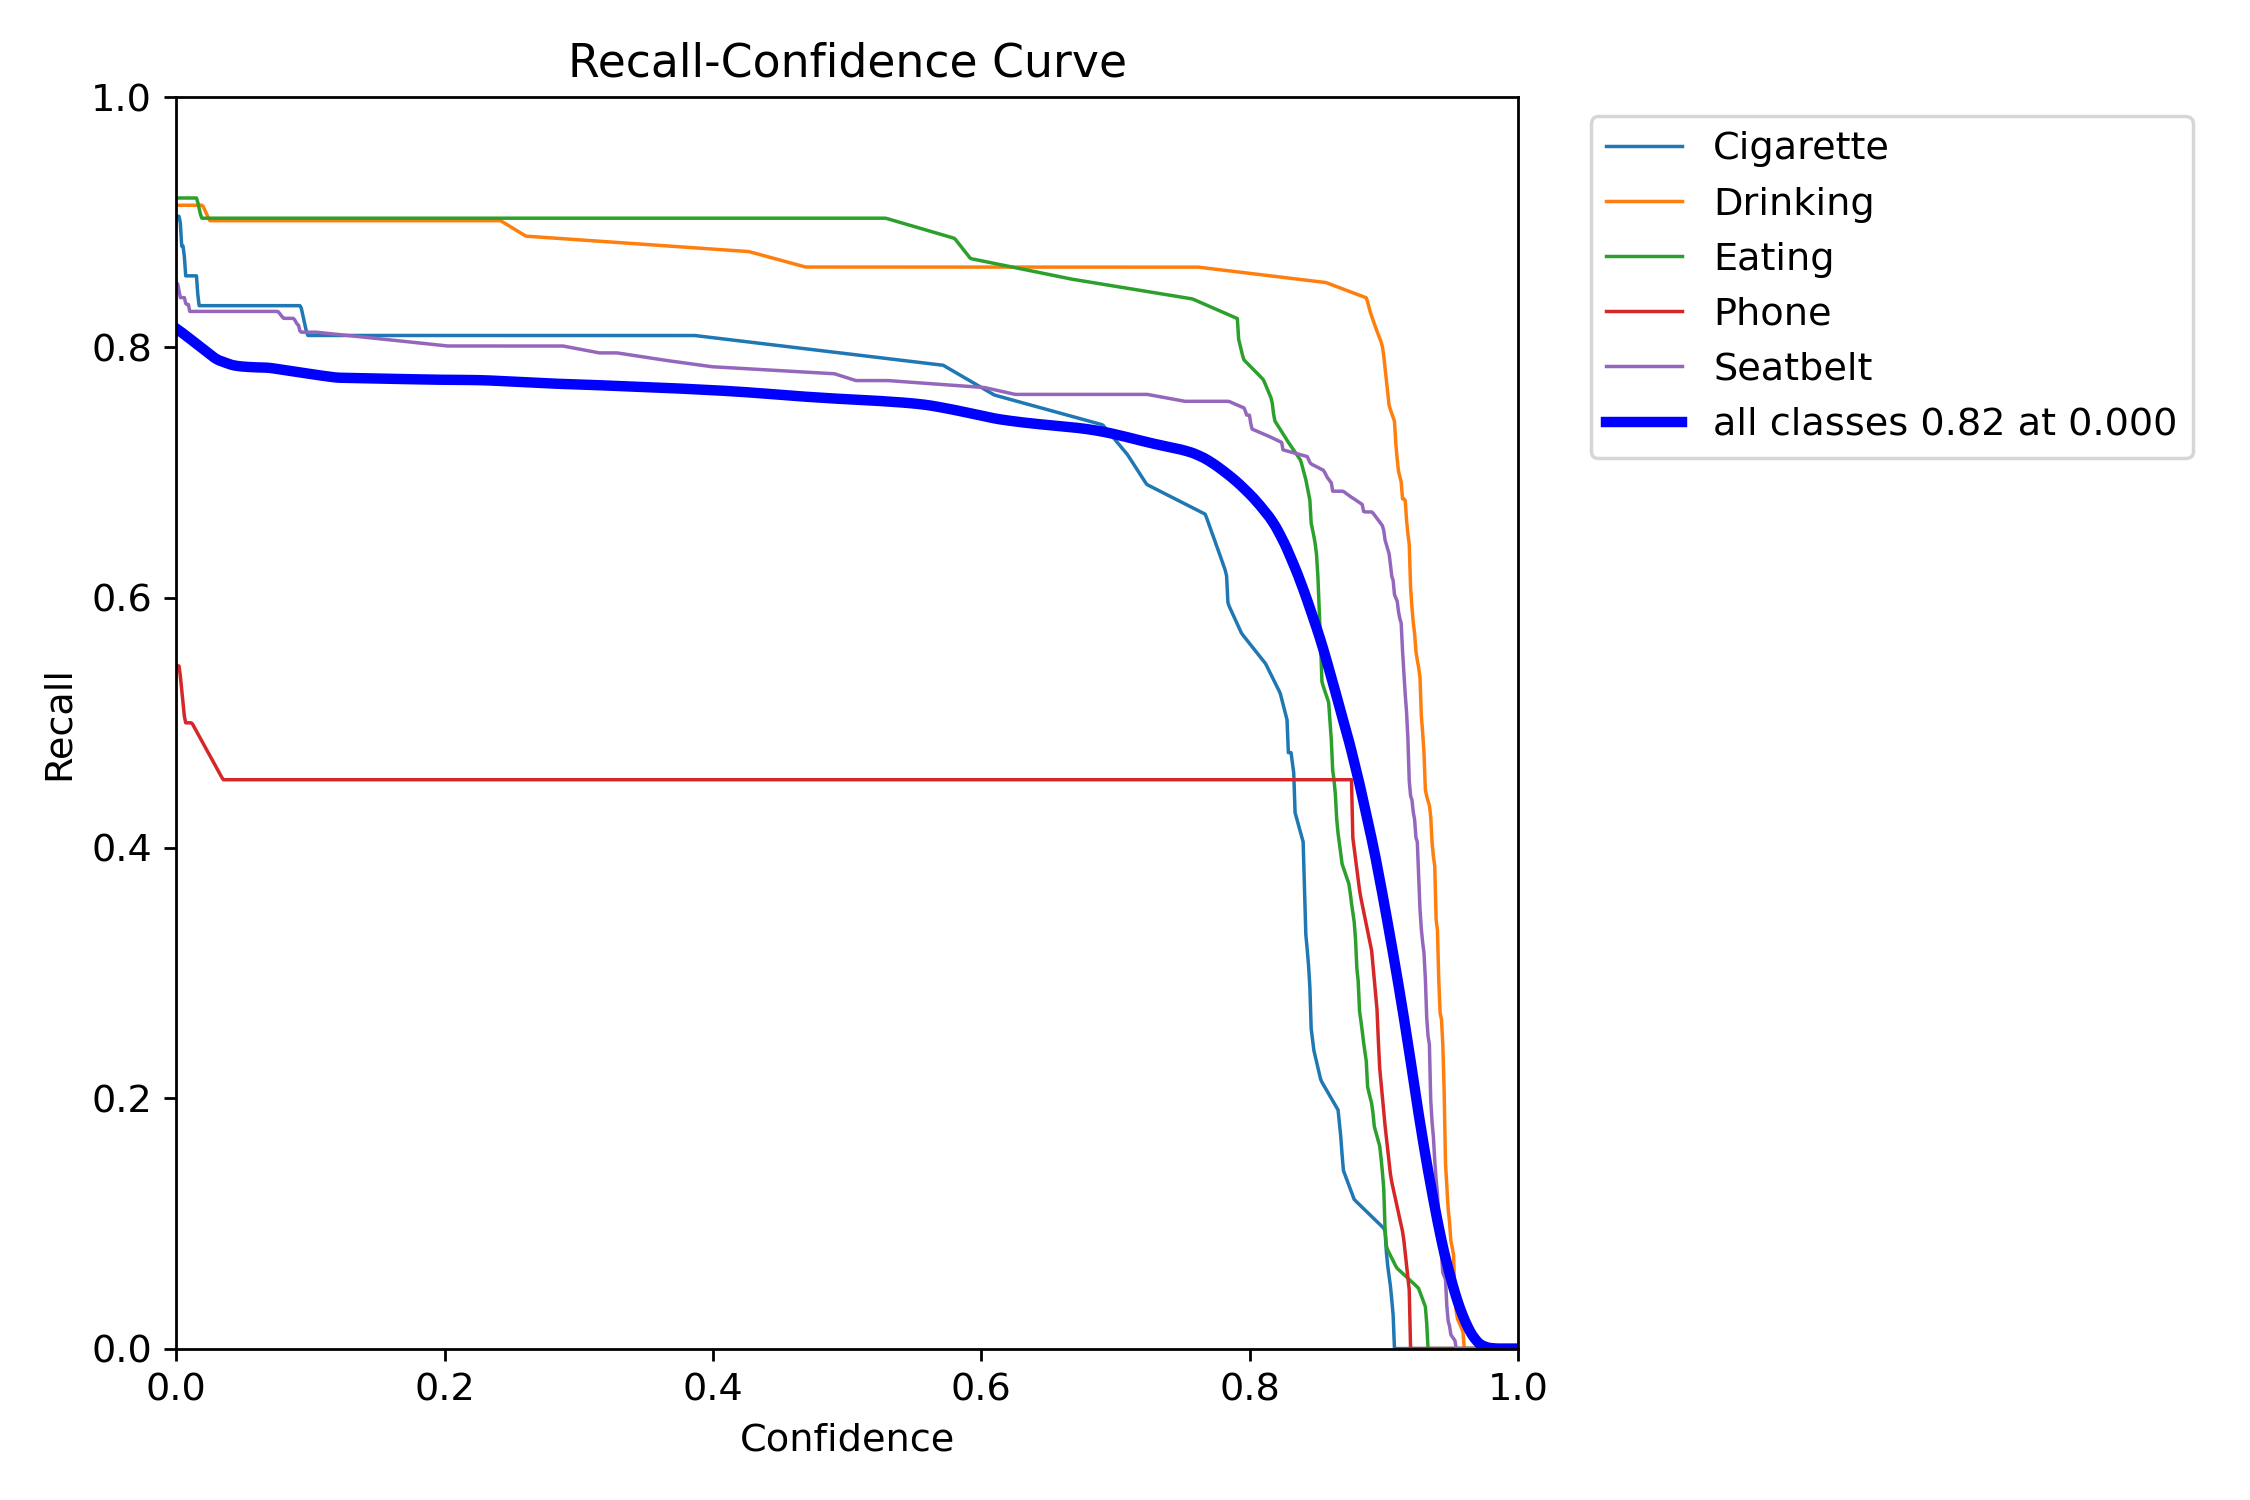 Recall-Confidence Curve
1.0
0.8
0.6
0.4
0.2
0.0
Recall
0.0 0.2 0.4 0.6 0.8 1.0
Confidence
Cigarette
Drinking
Eating
Phone
Seatbelt
all classes 0.82 at 0.000